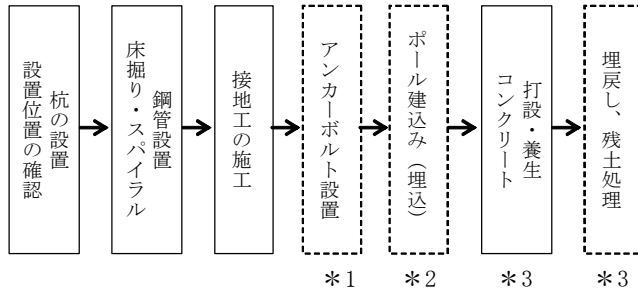 設置位置の確認
杭の設置
床掘り・スパイラル
鋼管設置
接地工の施工
アンカーボルト設置
ポール建込み（埋込）
コンクリート
打設・養生
埋戻し、残土処理
＊1
＊2
＊3
＊3